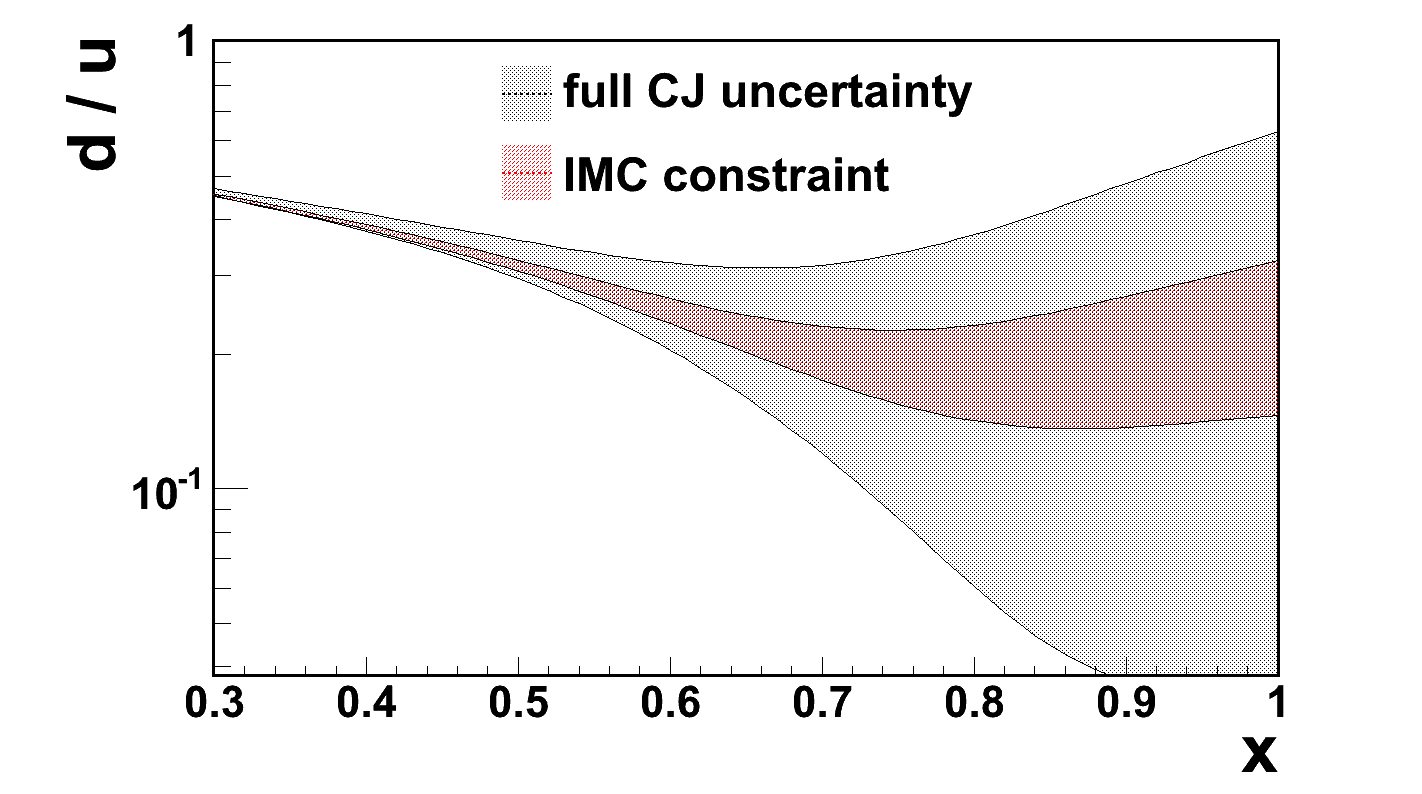 d / u
1
full CJ uncertainty
IMC constraint
10⁻¹
0.3 0.4 0.5 0.6 0.7 0.8 0.9 1
x